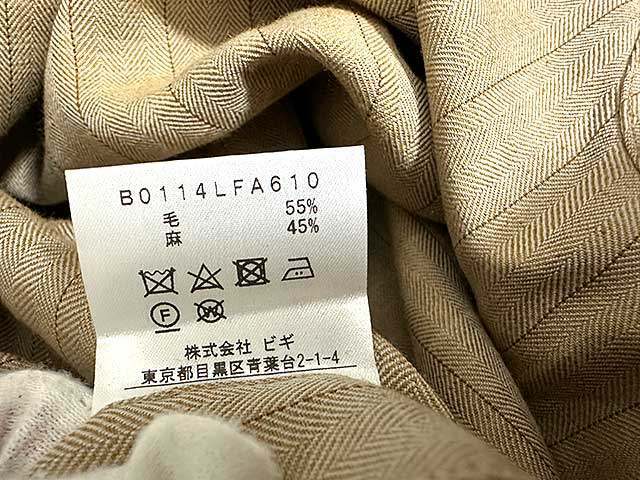 B0114LFA610
毛 55%
麻 45%
F W
株式会社 ビギ
東京都目黒区青葉台2-1-4